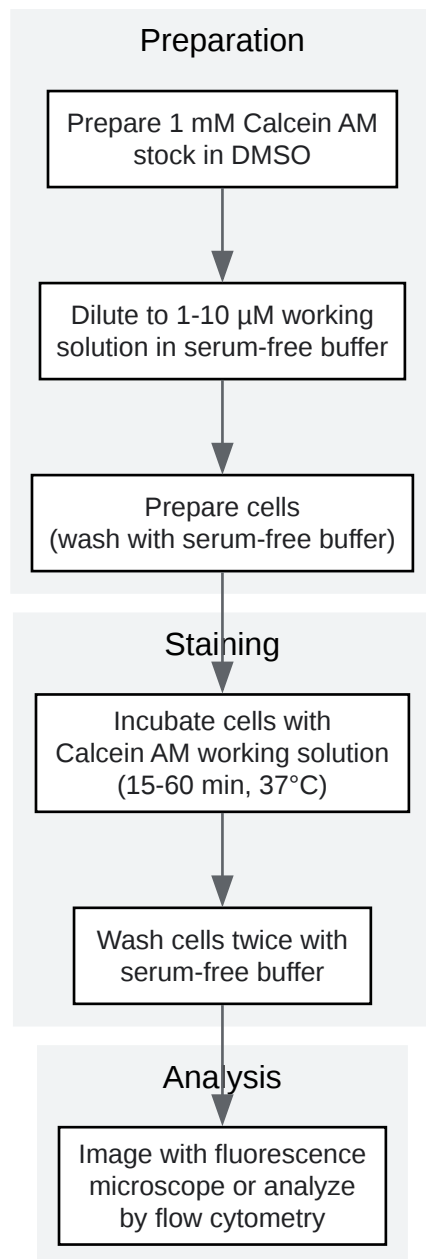 Preparation
Prepare 1 mM Calcein AM
stock in DMSO
Dilute to 1-10 µM working
solution in serum-free buffer
Prepare cells
(wash with serum-free buffer)
Staining
Incubate cells with
Calcein AM working solution
(15-60 min, 37°C)
Wash cells twice with
serum-free buffer
Analysis
Image with fluorescence
microscope or analyze
by flow cytometry